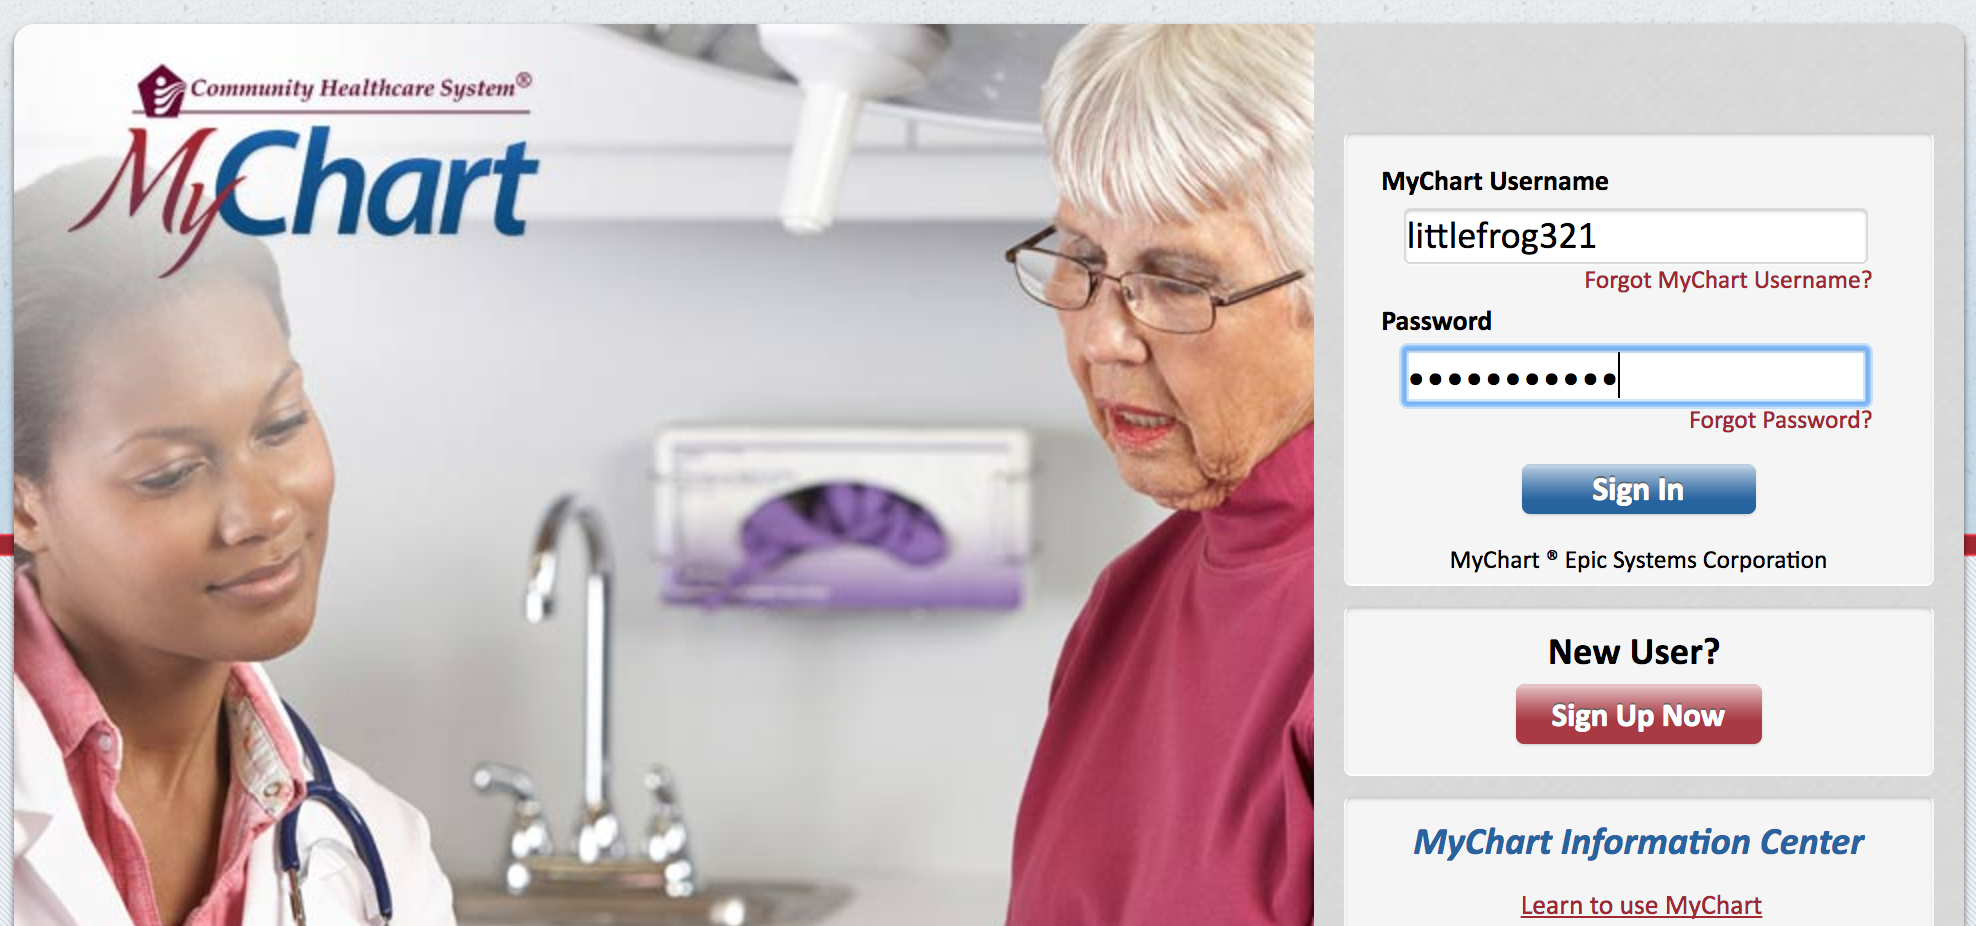 Community Healthcare System®
MyChart
MyChart Username
littlefrog321
Forgot MyChart Username?
Password
•••••••••••
Forgot Password?
Sign In
MyChart ® Epic Systems Corporation
New User?
Sign Up Now
MyChart Information Center
Learn to use MyChart